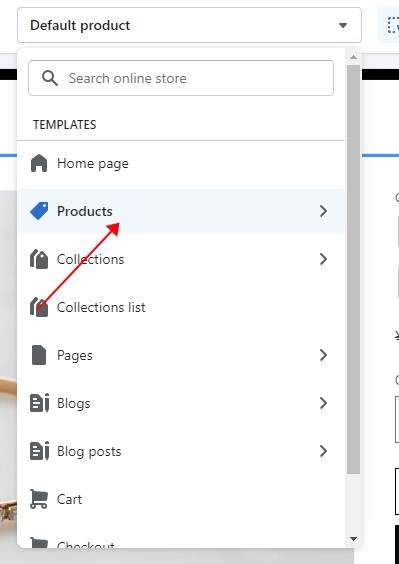 Default product
Search online store
TEMPLATES
Home page
Products
Collections
Collections list
Pages
Blogs
Blog posts
Cart
Checkout